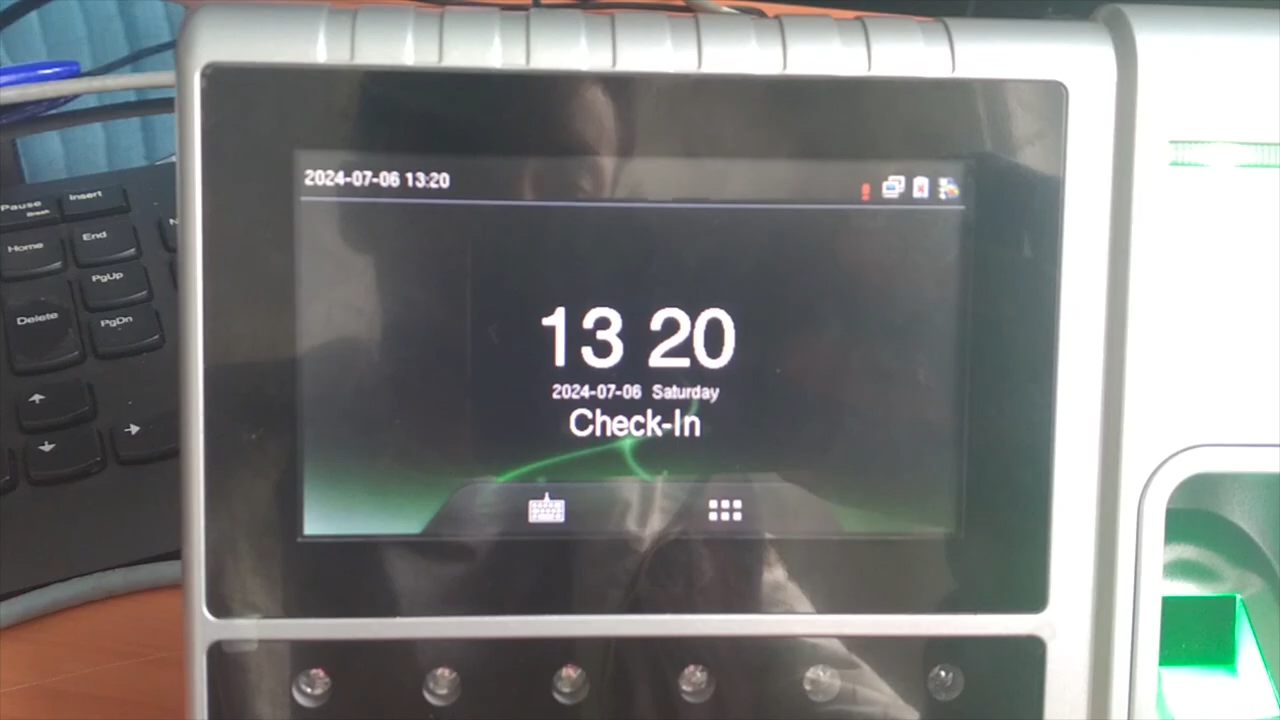 2024-07-06 13:20
13 20
2024-07-06 Saturday
Check-In
Pause
Break
Insert
Home
End
PgUp
Delete
PgDn